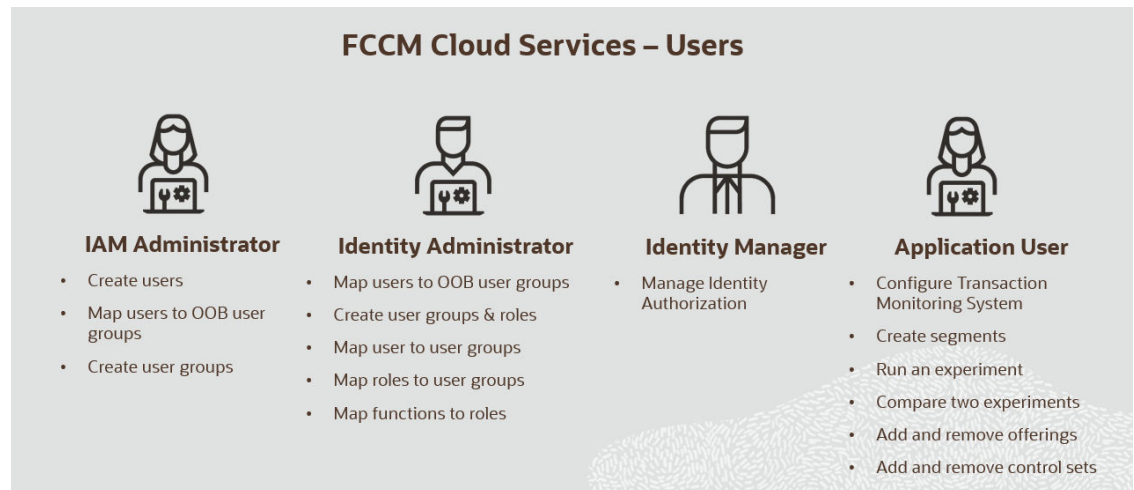 FCCM Cloud Services – Users
IAM Administrator
• Create users
• Map users to OOB user
groups
• Create user groups
Identity Administrator
• Map users to OOB user groups
• Create user groups & roles
• Map user to user groups
• Map roles to user groups
• Map functions to roles
Identity Manager
• Manage Identity
Authorization
Application User
• Configure Transaction
Monitoring System
• Create segments
• Run an experiment
• Compare two experiments
• Add and remove offerings
• Add and remove control sets